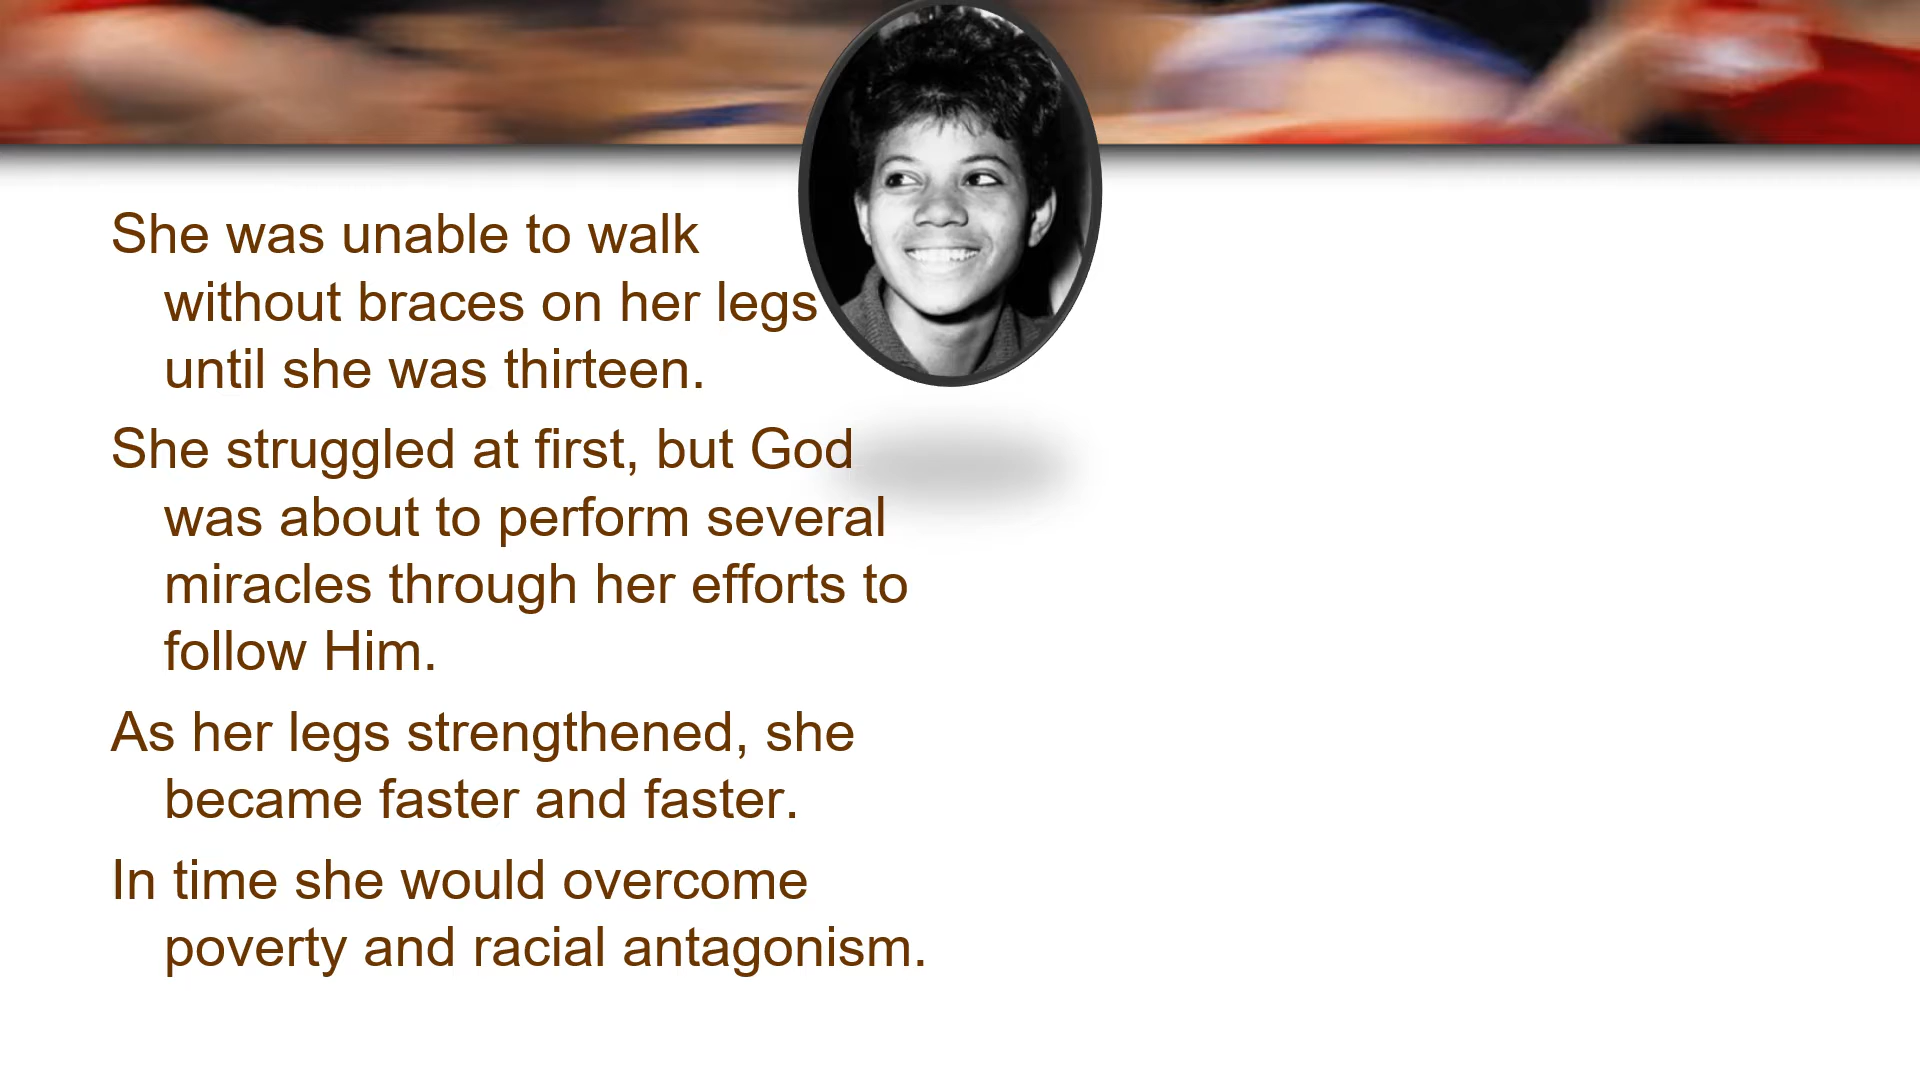 She was unable to walk
without braces on her legs
until she was thirteen.
She struggled at first, but God
was about to perform several
miracles through her efforts to
follow Him.
As her legs strengthened, she
became faster and faster.
In time she would overcome
poverty and racial antagonism.